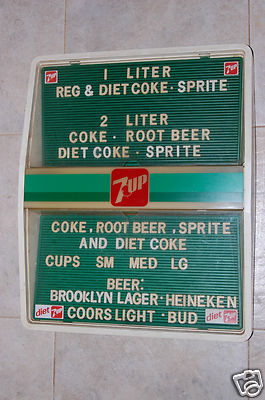 7up 7up
1 LITER
REG & DIET COKE · SPRITE
2 LITER
COKE · ROOT BEER
DIET COKE · SPRITE
7UP
COKE, ROOT BEER, SPRITE
AND DIET COKE
CUPS SM MED LG
BEER:
BROOKLYN LAGER · HEINEKEN
COORS LIGHT · BUD
diet 7up diet 7up
ebay